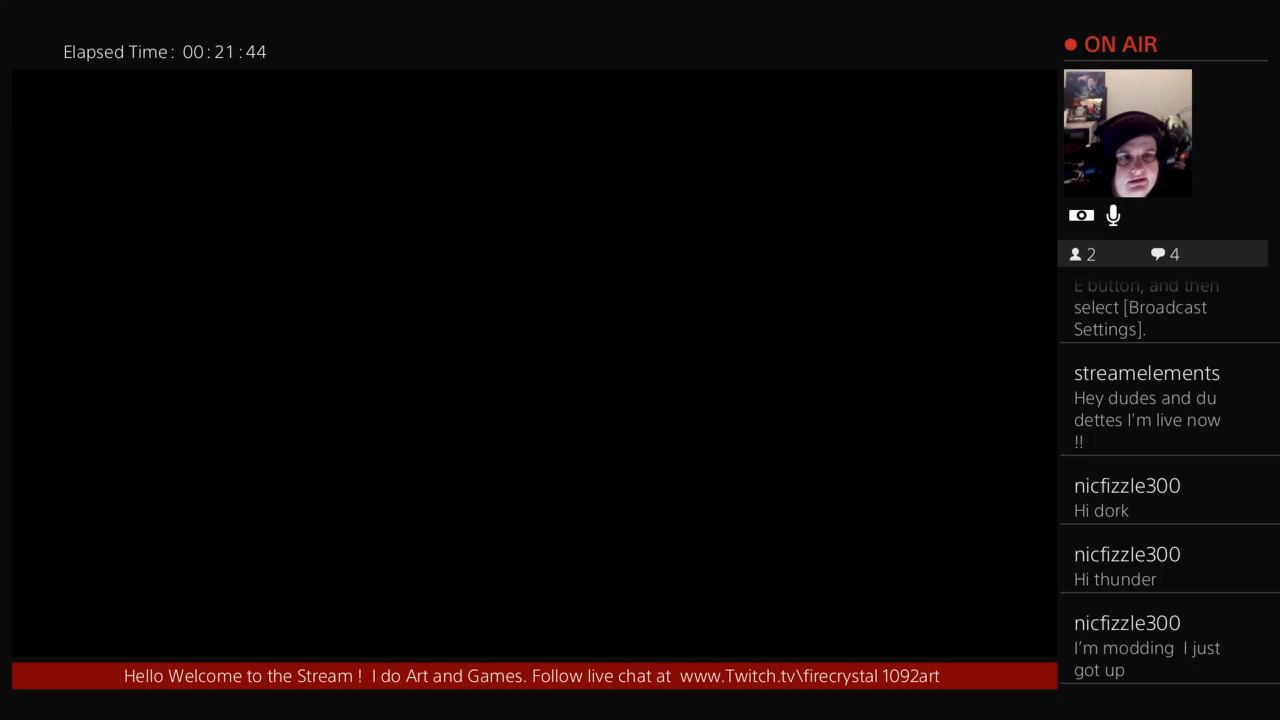 Elapsed Time: 00:21:44
ON AIR
2 4
E button, and then
select [Broadcast
Settings].
streamelements
Hey dudes and du
dettes I'm live now
!!
nicfizzle300
Hi dork
nicfizzle300
Hi thunder
nicfizzle300
I'm modding I just
got up
Hello Welcome to the Stream ! I do Art and Games. Follow live chat at www.Twitch.tv\firecrystal1092art